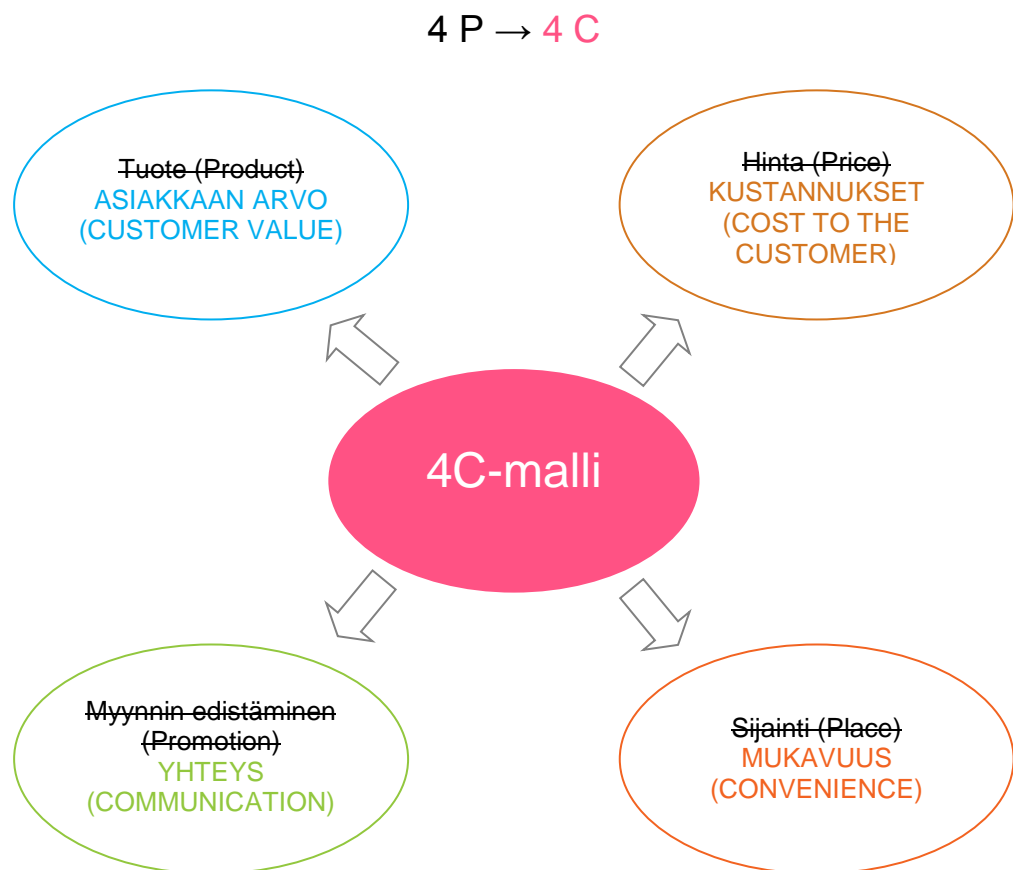 4 P → 4 C
Tuote (Product)
ASIAKKAAN ARVO
(CUSTOMER VALUE)
Hinta (Price)
KUSTANNUKSET
(COST TO THE
CUSTOMER)
4C-malli
Myynnin edistäminen
(Promotion)
YHTEYS
(COMMUNICATION)
Sijainti (Place)
MUKAVUUS
(CONVENIENCE)